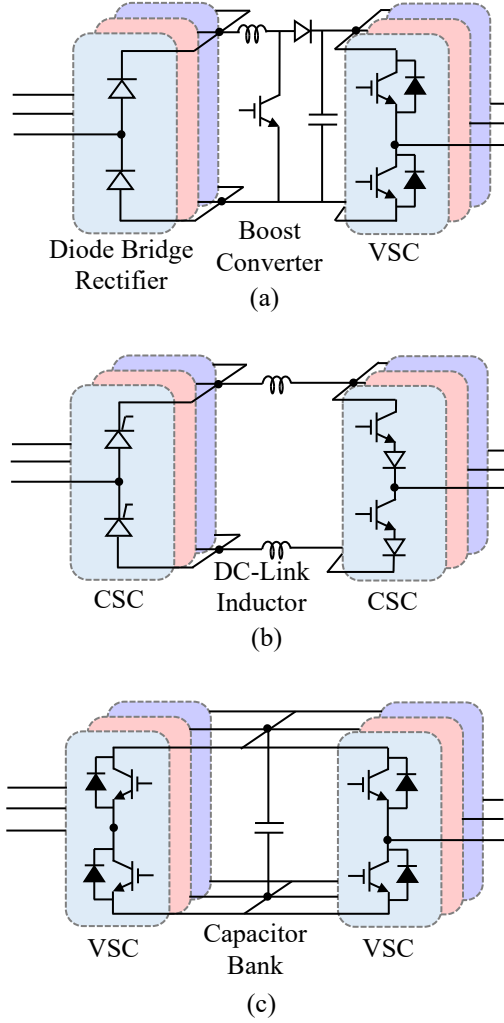 Diode Bridge
Rectifier
Boost
Converter
VSC
(a)
CSC
DC-Link
Inductor
CSC
(b)
VSC
Capacitor
Bank
VSC
(c)